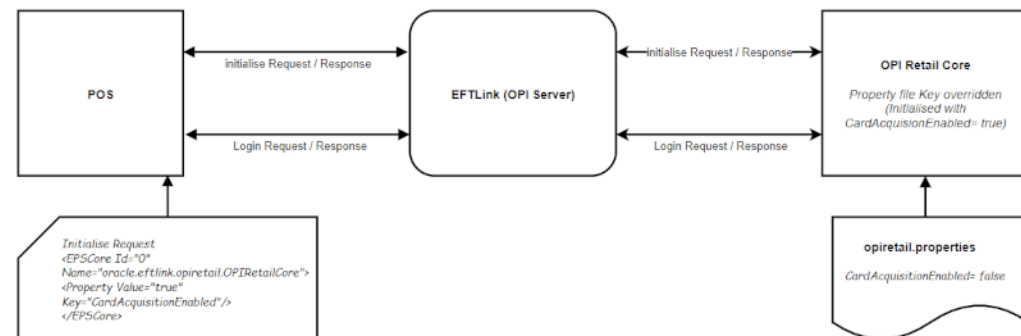 POS
initialise Request / Response
Login Request / Response
EFTLink (OPI Server)
initialise Request / Response
Login Request / Response
OPI Retail Core
Property file Key overridden
(Initialised with
CardAcquisionEnabled= true)
Initialise Request
<EPSCore Id="0"
Name="oracle.eftlink.opiretail.OPIRetailCore">
<Property Value="true"
Key="CardAcquisitionEnabled"/>
</EPSCore>
opiretail.properties
CardAcquisitionEnabled= false